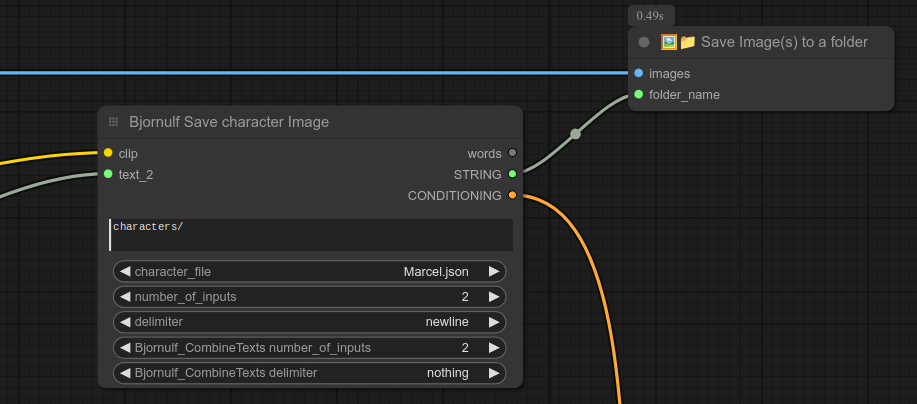 0.49s
🖼️📁 Save Image(s) to a folder
images
folder_name
Bjornulf Save character Image
clip
words
text_2
STRING
CONDITIONING
characters/
character_file Marcel.json
number_of_inputs 2
delimiter newline
Bjornulf_CombineTexts number_of_inputs 2
Bjornulf_CombineTexts delimiter nothing